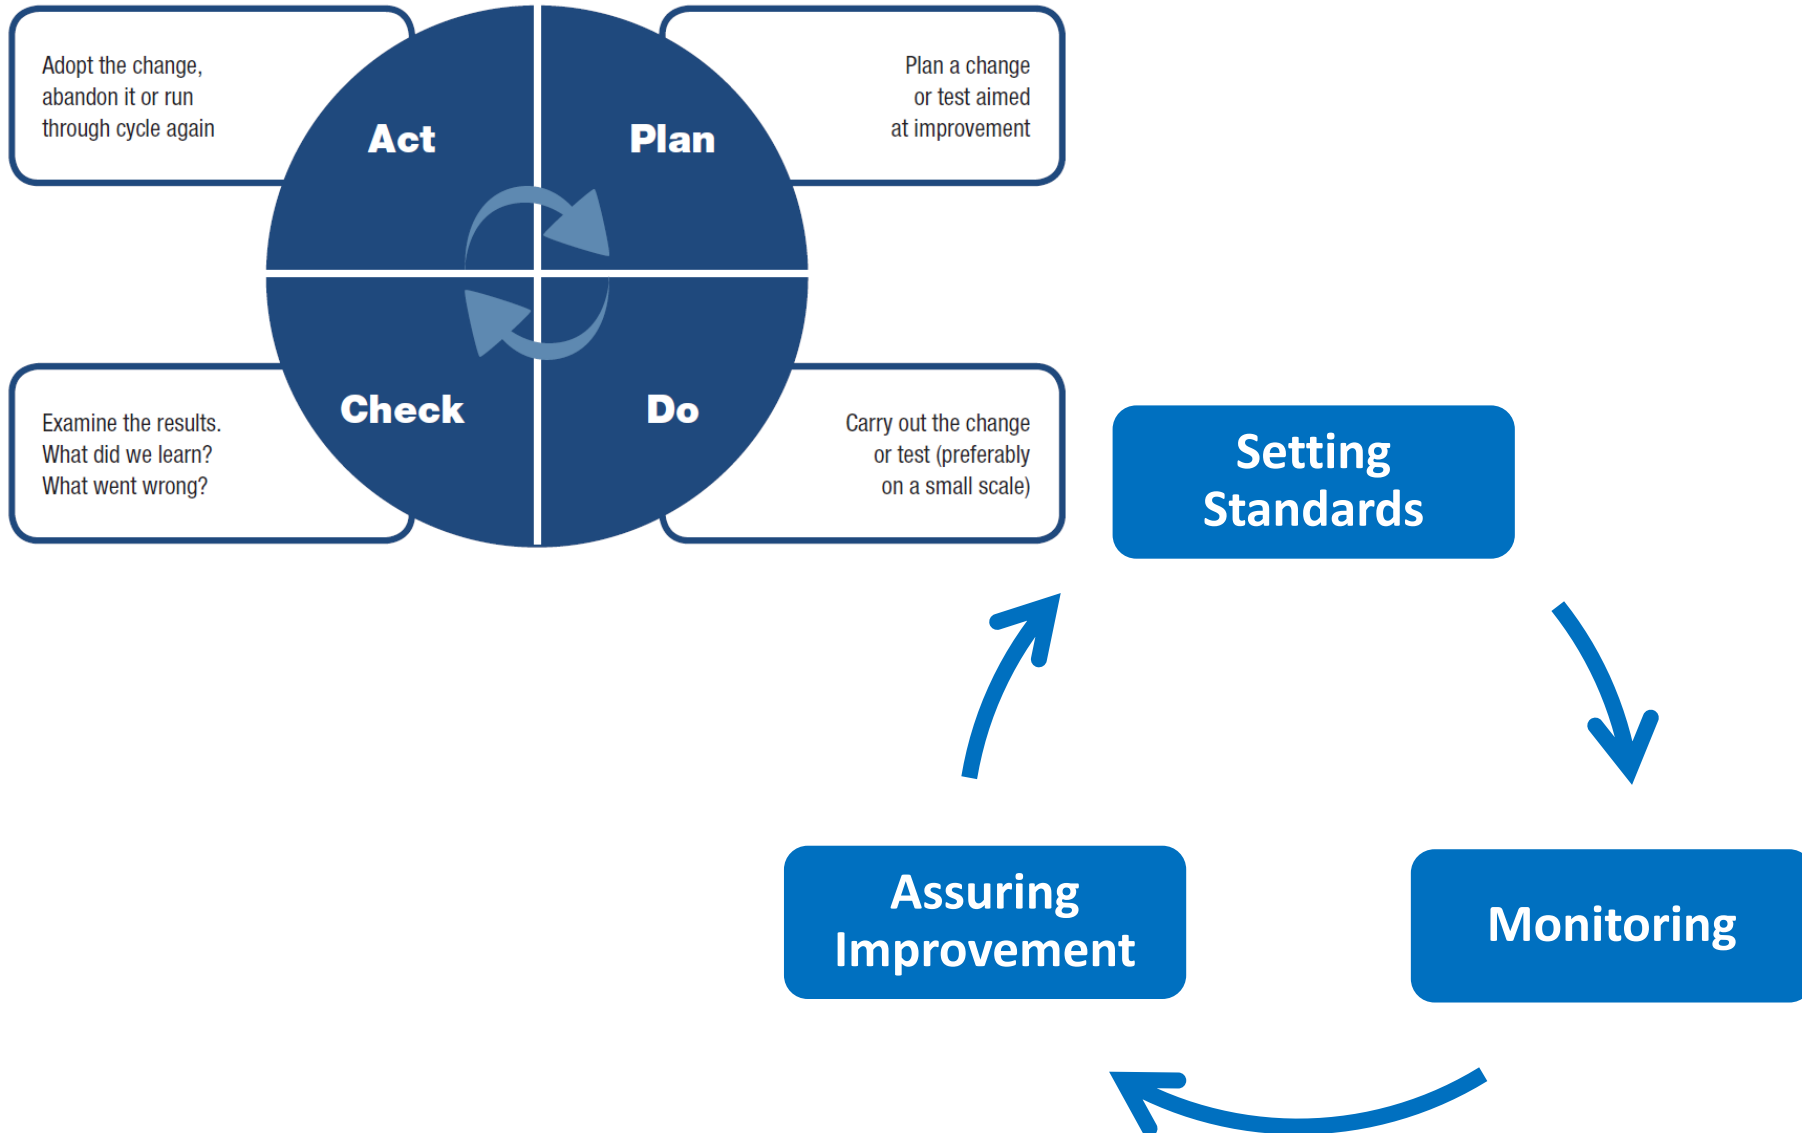 Adopt the change,
abandon it or run
through cycle again
Act
Plan
Plan a change
or test aimed
at improvement
Examine the results.
What did we learn?
What went wrong?
Check
Do
Carry out the change
or test (preferably
on a small scale)
Setting
Standards
Assuring
Improvement
Monitoring